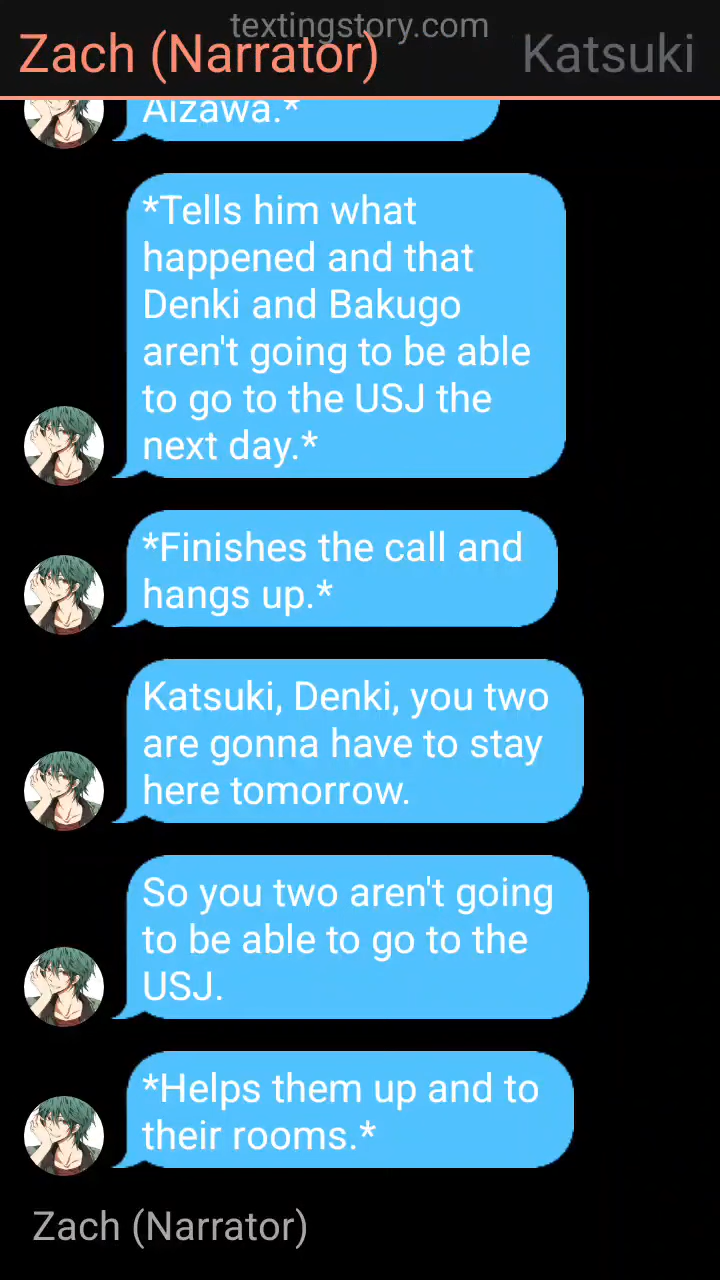 textingstory.com
Zach (Narrator) Katsuki
Aizawa.*
*Tells him what
happened and that
Denki and Bakugo
aren't going to be able
to go to the USJ the
next day.*
*Finishes the call and
hangs up.*
Katsuki, Denki, you two
are gonna have to stay
here tomorrow.
So you two aren't going
to be able to go to the
USJ.
*Helps them up and to
their rooms.*
Zach (Narrator)